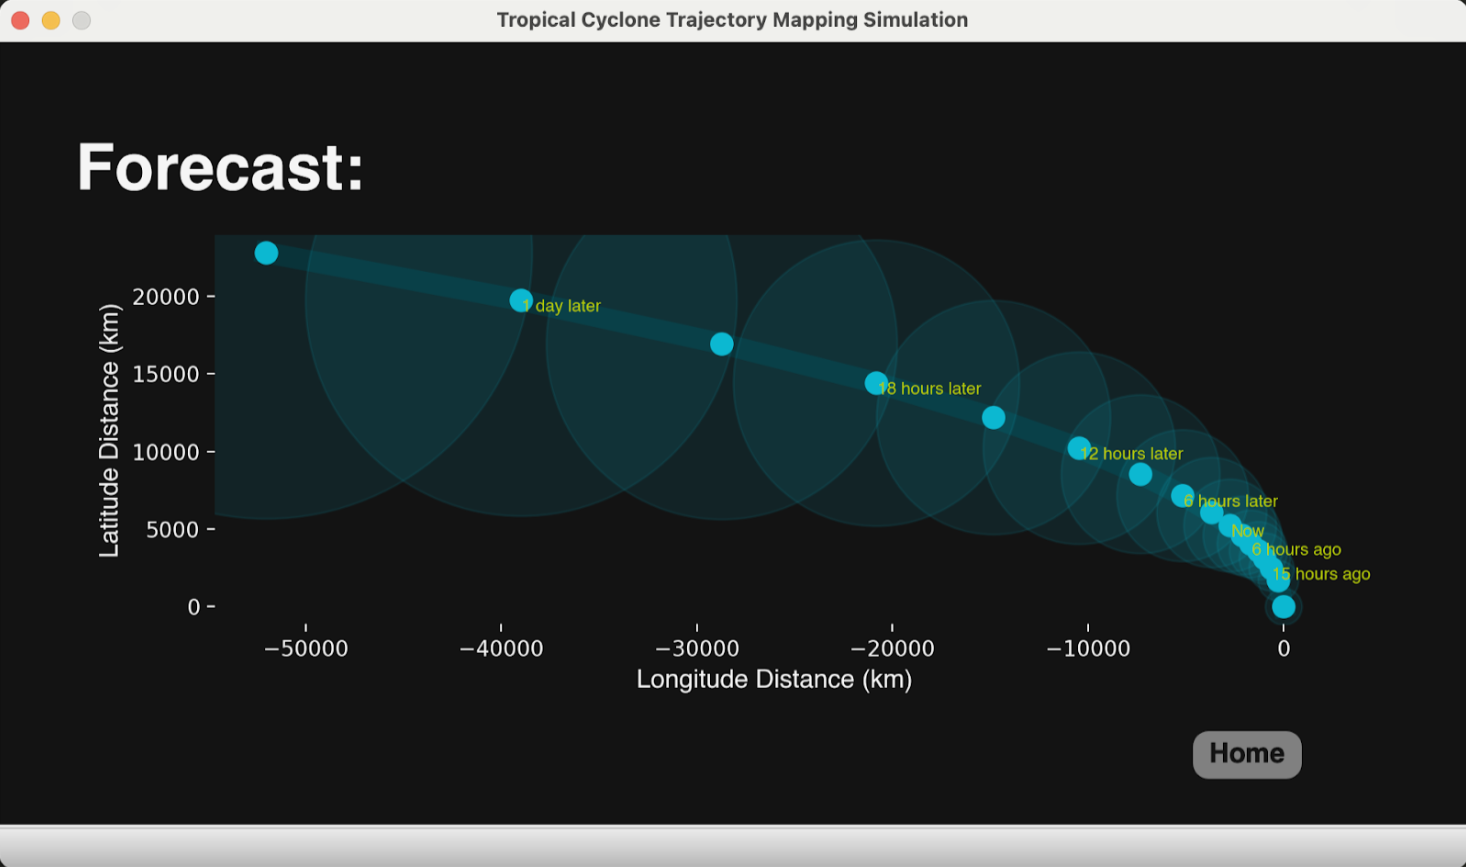 Tropical Cyclone Trajectory Mapping Simulation
Forecast:
Latitude Distance (km)
20000
15000
10000
5000
0
1 day later
18 hours later
12 hours later
6 hours later
Now
6 hours ago
15 hours ago
−50000
−40000
−30000
−20000
−10000
0
Longitude Distance (km)
Home